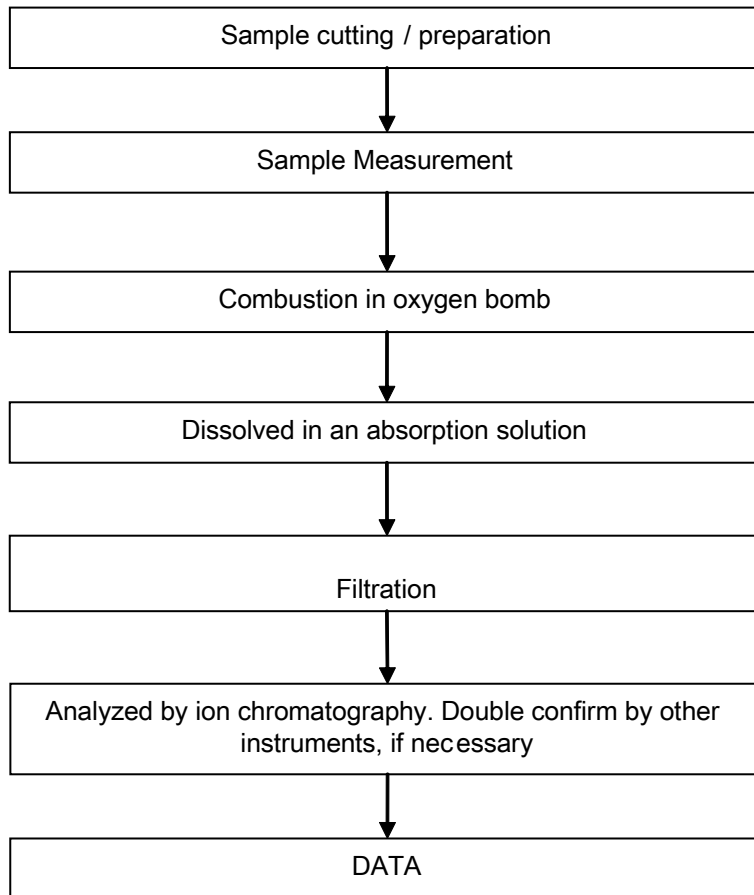 Sample cutting / preparation
Sample Measurement
Combustion in oxygen bomb
Dissolved in an absorption solution
Filtration
Analyzed by ion chromatography. Double confirm by other
instruments, if necessary
DATA